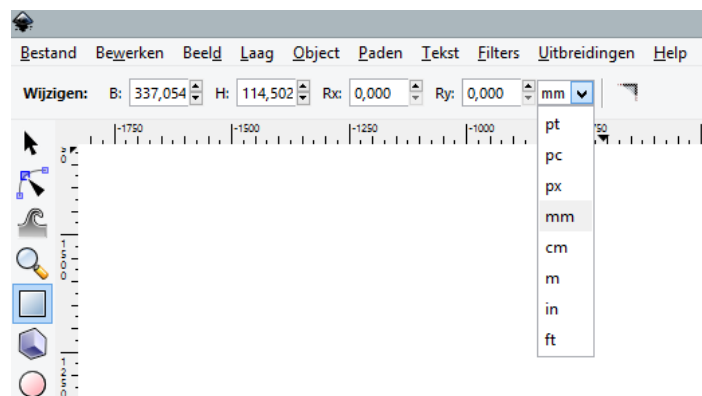 Bestand Bewerken Beeld Laag Object Paden Tekst Filters Uitbreidingen Help
Wijzigen: B: 337,054 H: 114,502 Rx: 0,000 Ry: 0,000 mm
-1750 -1500 -1250 -1000
pt
pc
px
mm
cm
m
in
ft
1500